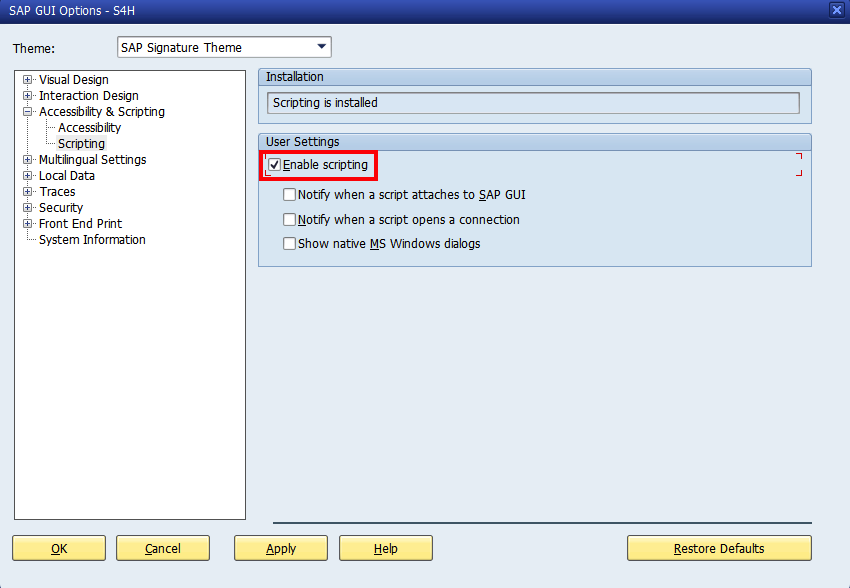 SAP GUI Options - S4H
Theme:
SAP Signature Theme
Visual Design
Interaction Design
Accessibility & Scripting
Accessibility
Scripting
Multilingual Settings
Local Data
Traces
Security
Front End Print
System Information
Installation
Scripting is installed
User Settings
Enable scripting
Notify when a script attaches to SAP GUI
Notify when a script opens a connection
Show native MS Windows dialogs
OK
Cancel
Apply
Help
Restore Defaults